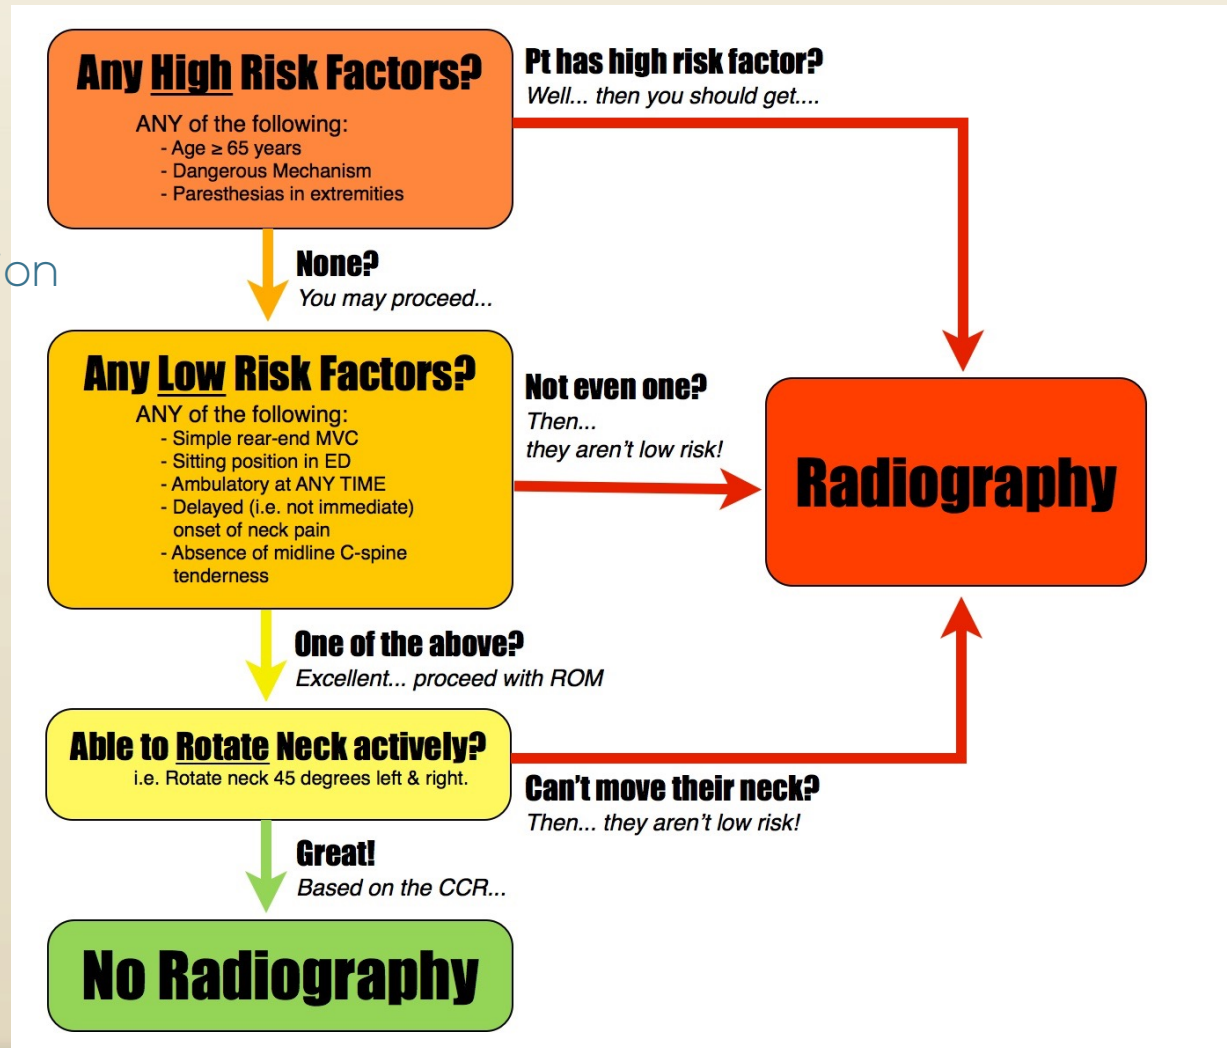 Any High Risk Factors?
ANY of the following:
- Age ≥ 65 years
- Dangerous Mechanism
- Paresthesias in extremities
Pt has high risk factor?
Well... then you should get....
on
None?
You may proceed...
Any Low Risk Factors?
ANY of the following:
- Simple rear-end MVC
- Sitting position in ED
- Ambulatory at ANY TIME
- Delayed (i.e. not immediate)
onset of neck pain
- Absence of midline C-spine
tenderness
Not even one?
Then...
they aren't low risk!
Radiography
One of the above?
Excellent... proceed with ROM
Able to Rotate Neck actively?
i.e. Rotate neck 45 degrees left & right.
Can't move their neck?
Then... they aren't low risk!
Great!
Based on the CCR...
No Radiography